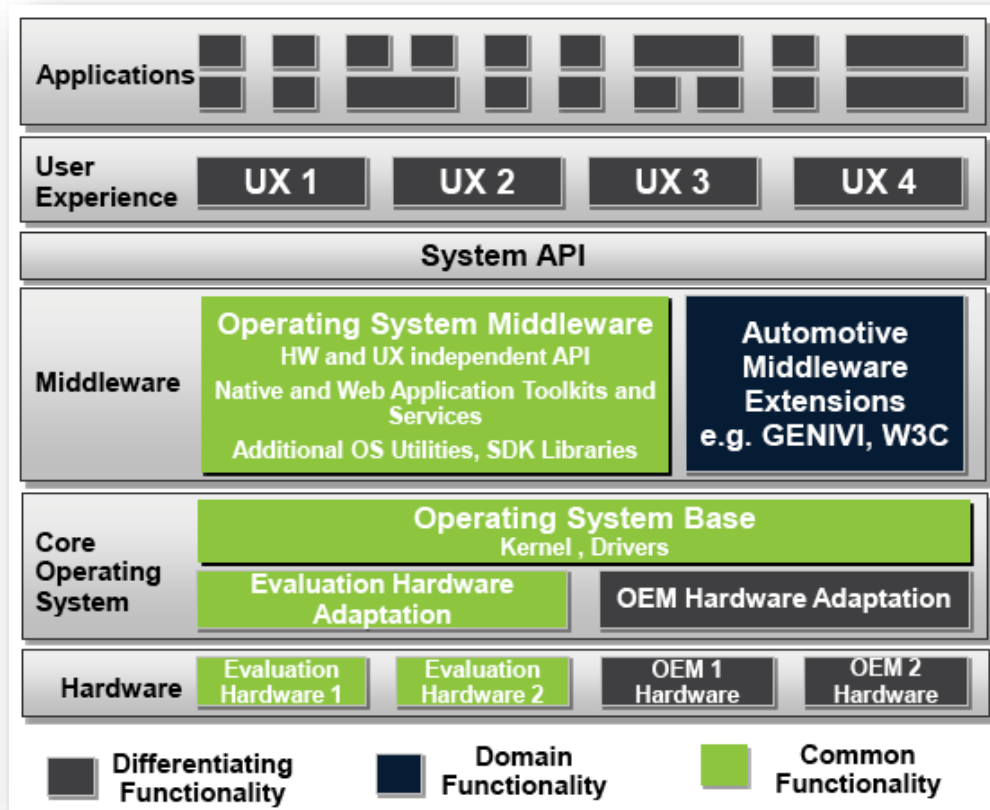 Applications
User
Experience
UX 1
UX 2
UX 3
UX 4
System API
Middleware
Operating System Middleware
HW and UX independent API
Native and Web Application Toolkits and
Services
Additional OS Utilities, SDK Libraries
Automotive
Middleware
Extensions
e.g. GENIVI, W3C
Core
Operating
System
Operating System Base
Kernel , Drivers
Evaluation Hardware
Adaptation
OEM Hardware Adaptation
Hardware
Evaluation
Hardware 1
Evaluation
Hardware 2
OEM 1
Hardware
OEM 2
Hardware
Differentiating
Functionality
Domain
Functionality
Common
Functionality